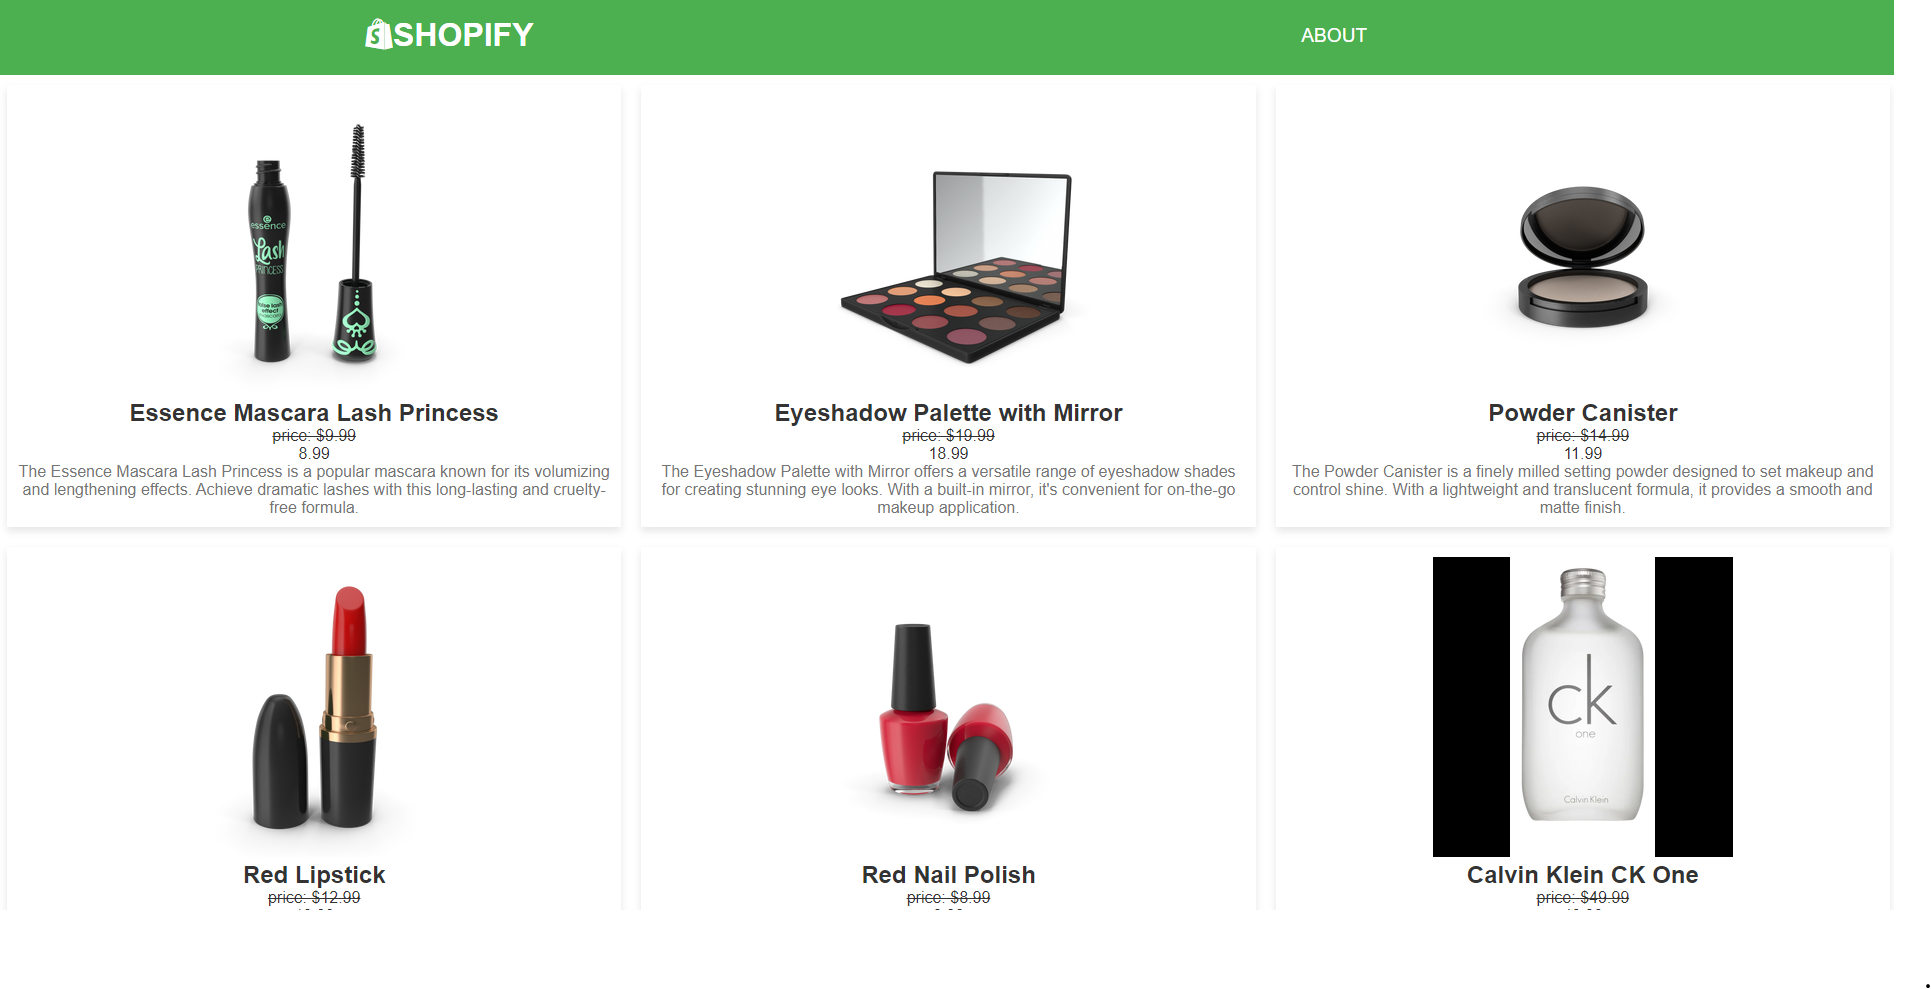 SHOPIFY
ABOUT
essence
Lash
PRINCESS
false lash
effect
Essence Mascara Lash Princess
price: $9.99
8.99
The Essence Mascara Lash Princess is a popular mascara known for its volumizing
and lengthening effects. Achieve dramatic lashes with this long-lasting and cruelty-
free formula.
Eyeshadow Palette with Mirror
price: $19.99
18.99
The Eyeshadow Palette with Mirror offers a versatile range of eyeshadow shades
for creating stunning eye looks. With a built-in mirror, it's convenient for on-the-go
makeup application.
Powder Canister
price: $14.99
11.99
The Powder Canister is a finely milled setting powder designed to set makeup and
control shine. With a lightweight and translucent formula, it provides a smooth and
matte finish.
Red Lipstick
price: $12.99
Red Nail Polish
price: $8.99
ck
one
Calvin Klein
Calvin Klein CK One
price: $49.99